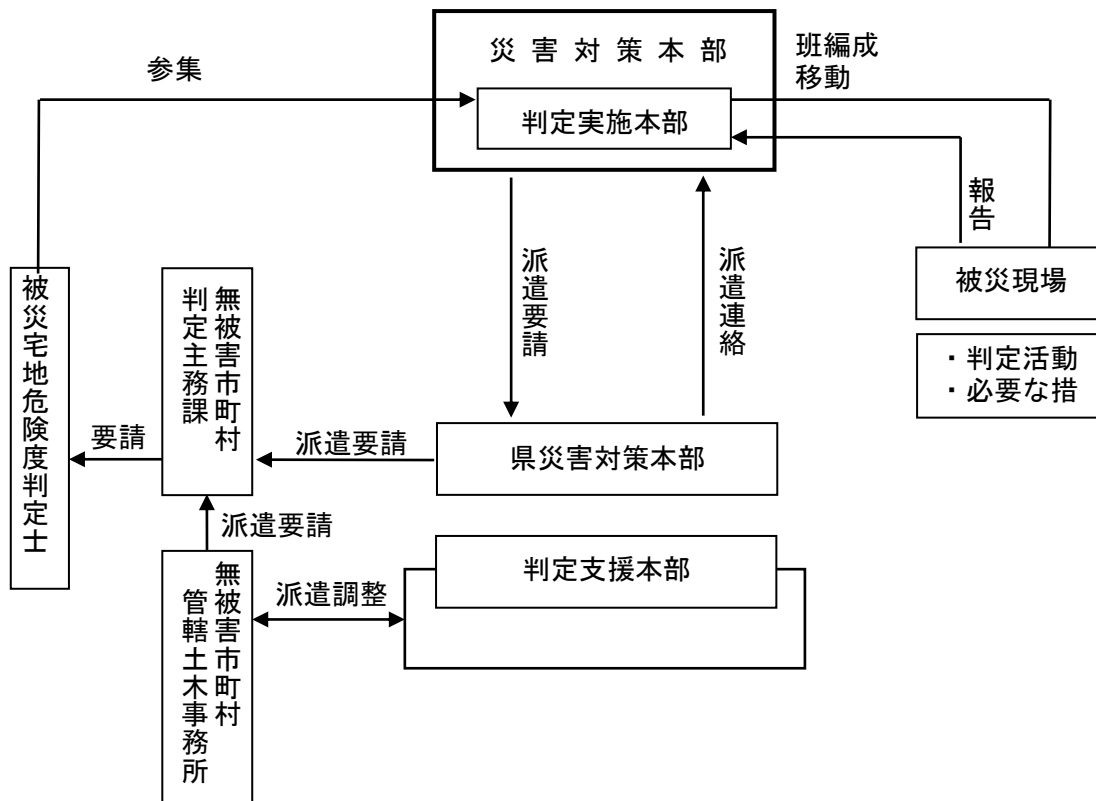 災害対策本部
班編成
移動
参集
判定実施本部
報告
派遣要請
派遣連絡
被災現場
・判定活動
・必要な措
被災宅地危険度判定士
無被害市町村
判定主務課
要請
派遣要請
県災害対策本部
派遣要請
判定支援本部
無被害市町村
管轄土木事務所
派遣調整